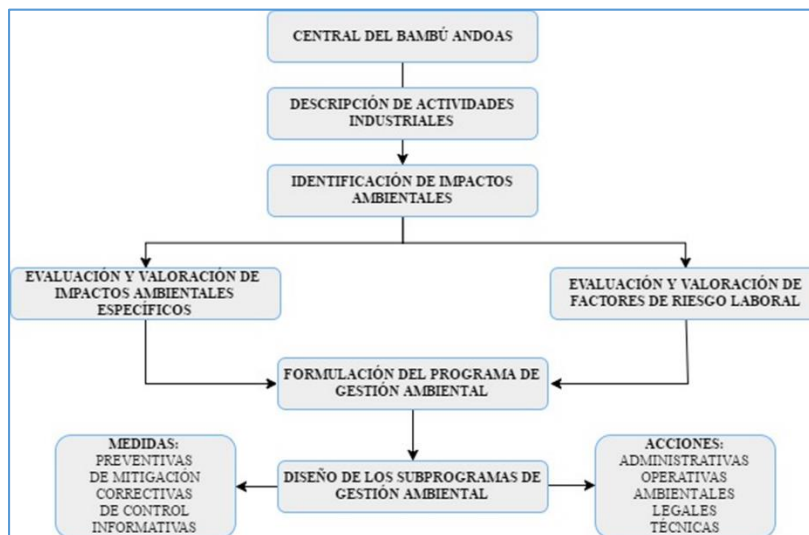 CENTRAL DEL BAMBÚ ANDOAS
DESCRIPCIÓN DE ACTIVIDADES
INDUSTRIALES
IDENTIFICACIÓN DE IMPACTOS
AMBIENTALES
EVALUACIÓN Y VALORACIÓN DE
IMPACTOS AMBIENTALES
ESPECÍFICOS
EVALUACIÓN Y VALORACIÓN DE
FACTORES DE RIESGO LABORAL
FORMULACIÓN DEL PROGRAMA DE
GESTIÓN AMBIENTAL
MEDIDAS:
PREVENTIVAS
DE MITIGACIÓN
CORRECTIVAS
DE CONTROL
INFORMATIVAS
DISEÑO DE LOS SUBPROGRAMAS DE
GESTIÓN AMBIENTAL
ACCIONES:
ADMINISTRATIVAS
OPERATIVAS
AMBIENTALES
LEGALES
TÉCNICAS